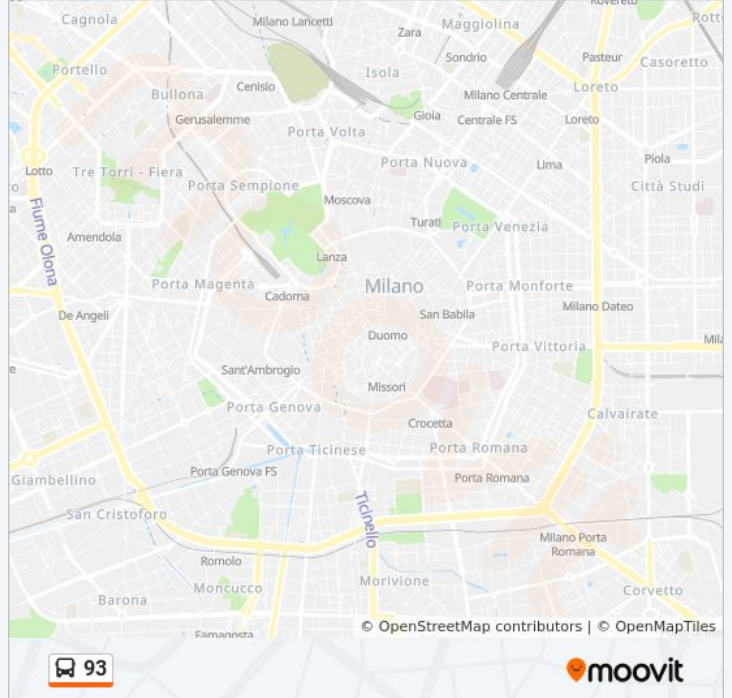 Rovereto
Cagnola
Milano Lancetti
Zara
Maggiolina
Rott
Portello
Sondrio
Pasteur
Casoretto
Isola
Bullona
Cenisio
Milano Centrale
Loreto
Gerusalemme
Gioia
Centrale FS
Loreto
Porta Volta
Lotto
Tre Torri - Fiera
Porta Nuova
Lima
Piola
Porta Sempione
Città Studi
Fiume Olona
Moscova
Turati
Porta Venezia
Amendola
Lanza
Porta Magenta
Cadorna
Milano
Porta Monforte
De Angeli
San Babila
Milano Dateo
Duomo
Porta Vittoria
Mila
Sant'Ambrogio
Missori
Porta Genova
Crocetta
Calvairate
Porta Ticinese
Porta Romana
Giambellino
Porta Genova FS
Porta Romana
San Cristoforo
Ticinello
Milano Porta
Romana
Romolo
Moncucco
Morivione
Corvetto
Barona
Famagosta
© OpenStreetMap contributors | © OpenMapTiles
93
moovit